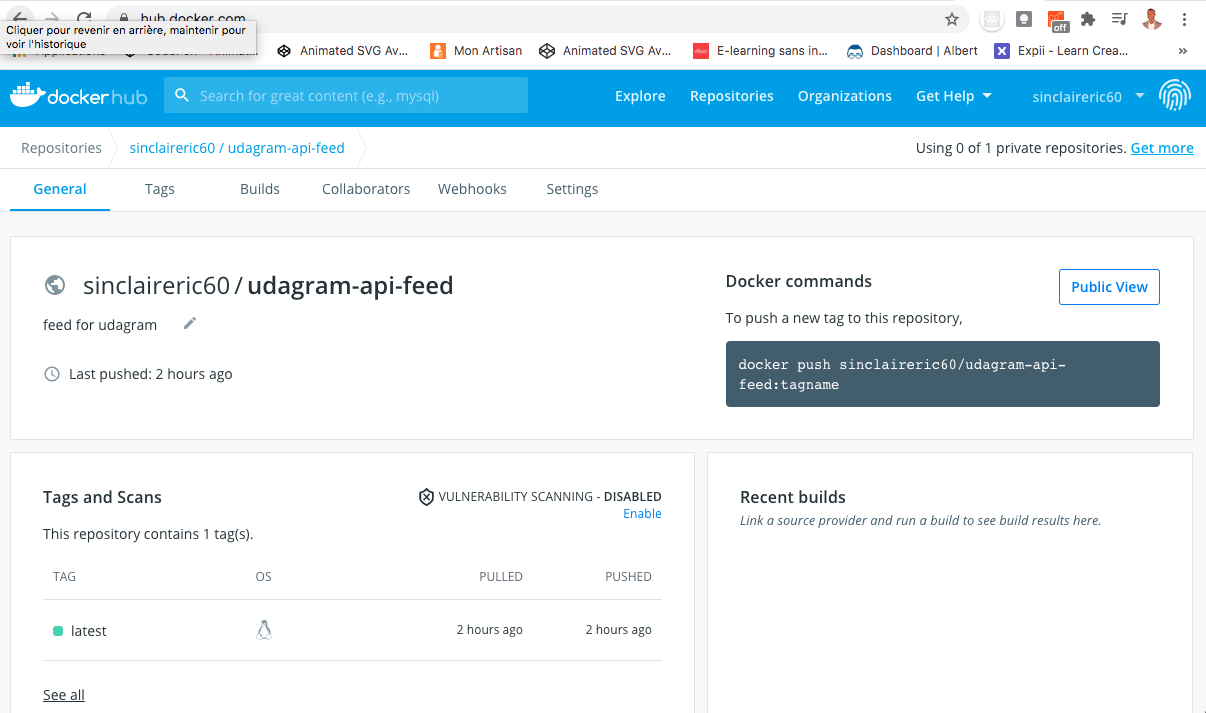 hub.docker.com
Cliquer pour revenir en arrière, maintenir pour
voir l'historique
off
Animated SVG Av...
Mon Artisan
Animated SVG Av...
E-learning sans in...
Dashboard | Albert
Expii - Learn Crea...
»
docker hub
Search for great content (e.g., mysql)
Explore
Repositories
Organizations
Get Help
sinclaireric60
Repositories
sinclaireric60 / udagram-api-feed
Using 0 of 1 private repositories. Get more
General
Tags
Builds
Collaborators
Webhooks
Settings
sinclaireric60 / udagram-api-feed
feed for udagram
Last pushed: 2 hours ago
Docker commands
Public View
To push a new tag to this repository,
docker push sinclaireric60/udagram-api-
feed:tagname
Tags and Scans
VULNERABILITY SCANNING - DISABLED
Enable
This repository contains 1 tag(s).
TAG OS PULLED PUSHED
latest 2 hours ago 2 hours ago
See all
Recent builds
Link a source provider and run a build to see build results here.